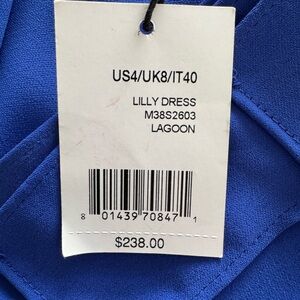 US4/UK8/IT40
LILLY DRESS
M38S2603
LAGOON
8 01439 70847 1
$238.00